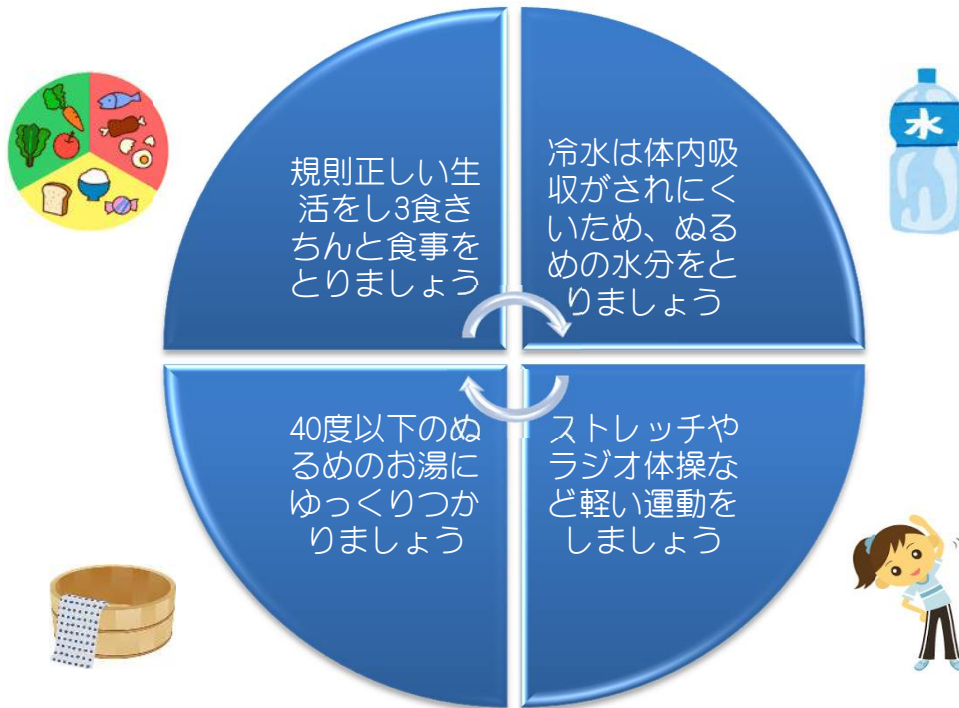 規則正しい生
活をし3食き
ちんと食事を
とりましょう
冷水は体内吸
収がされにく
いため、ぬる
めの水分をと
りましょう
水
40度以下のぬ
るめのお湯に
ゆっくりつか
りましょう
ストレッチや
ラジオ体操な
ど軽い運動を
しましょう